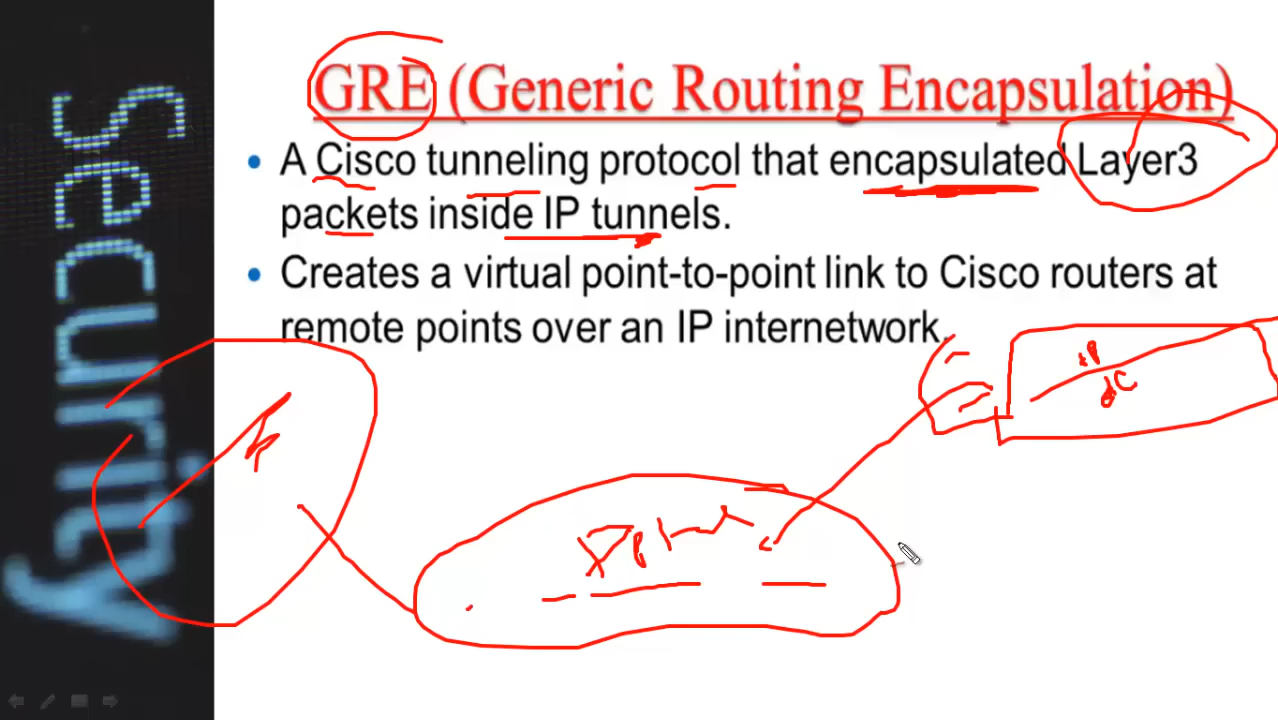 Security
GRE (Generic Routing Encapsulation)
• A Cisco tunneling protocol that encapsulated Layer3
packets inside IP tunnels.
• Creates a virtual point-to-point link to Cisco routers at
remote points over an IP internetwork.